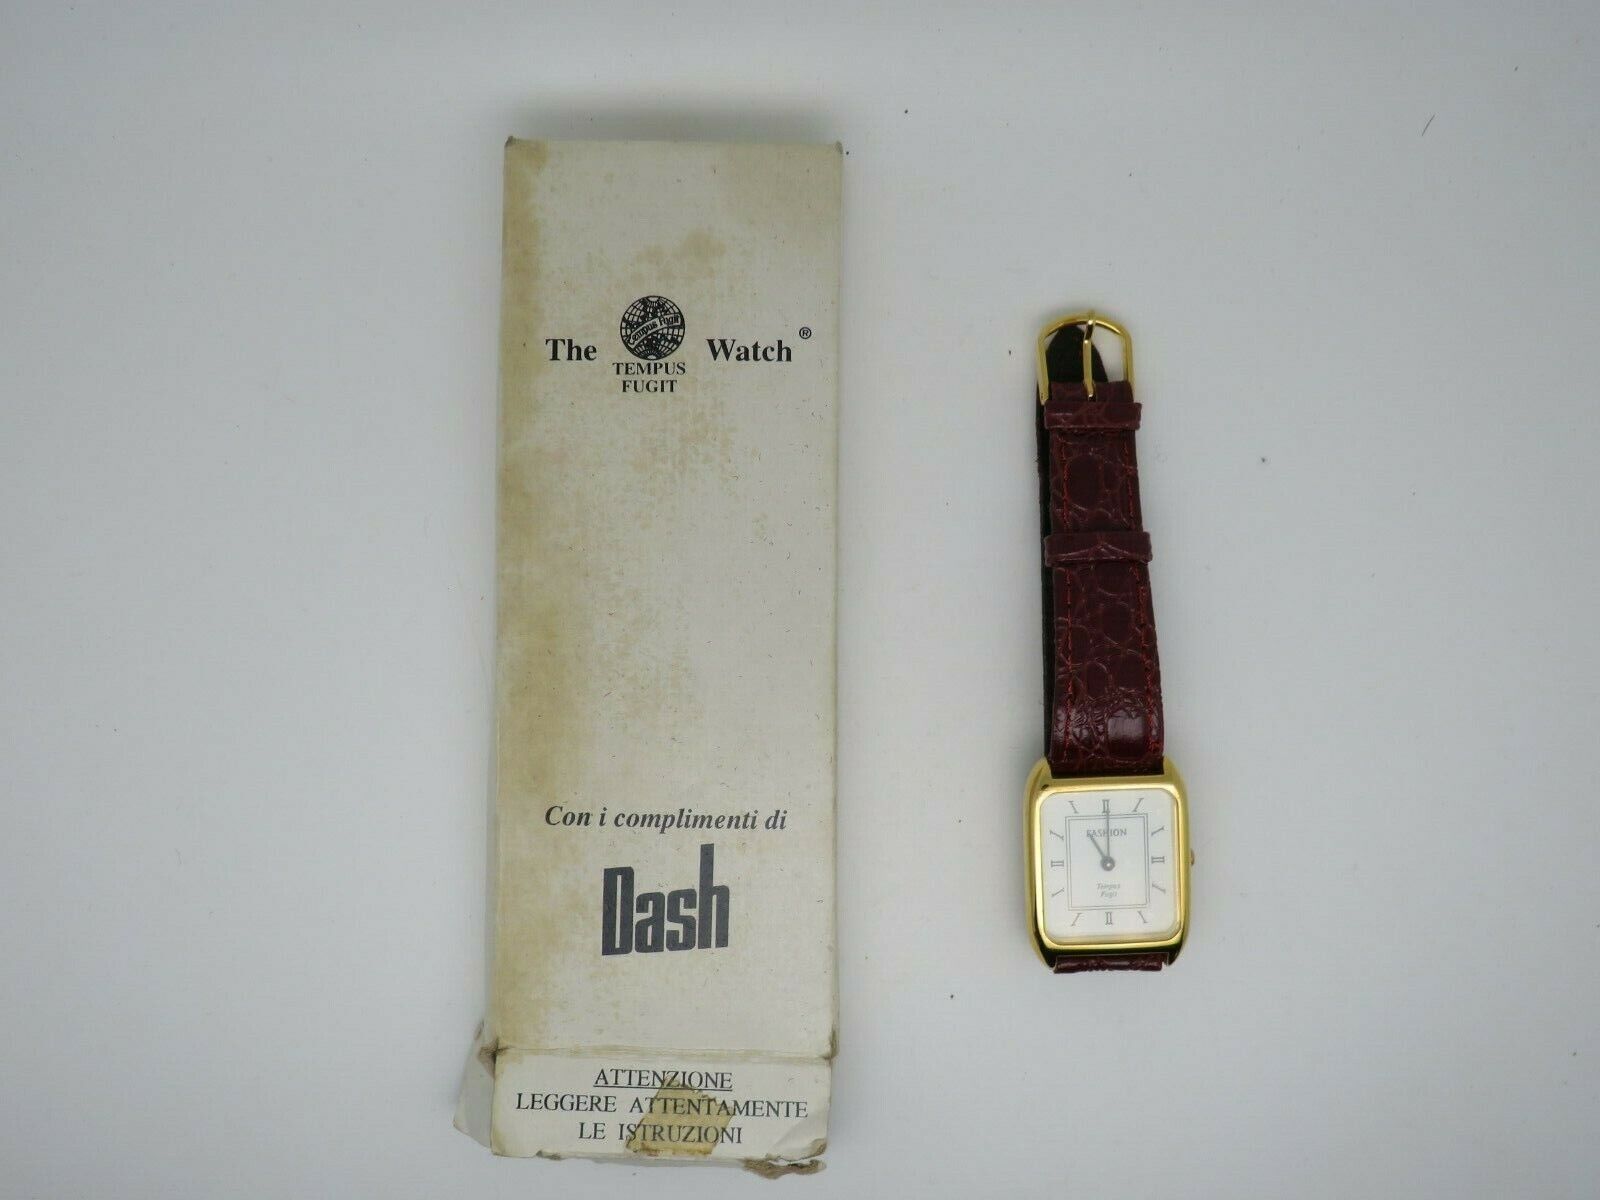 The Tempus Fugit Watch®
TEMPUS
FUGIT
Con i complimenti di
Dash
ATTENZIONE
LEGGERE ATTENTAMENTE
LE ISTRUZIONI
FASHION
Tempus
Fugit